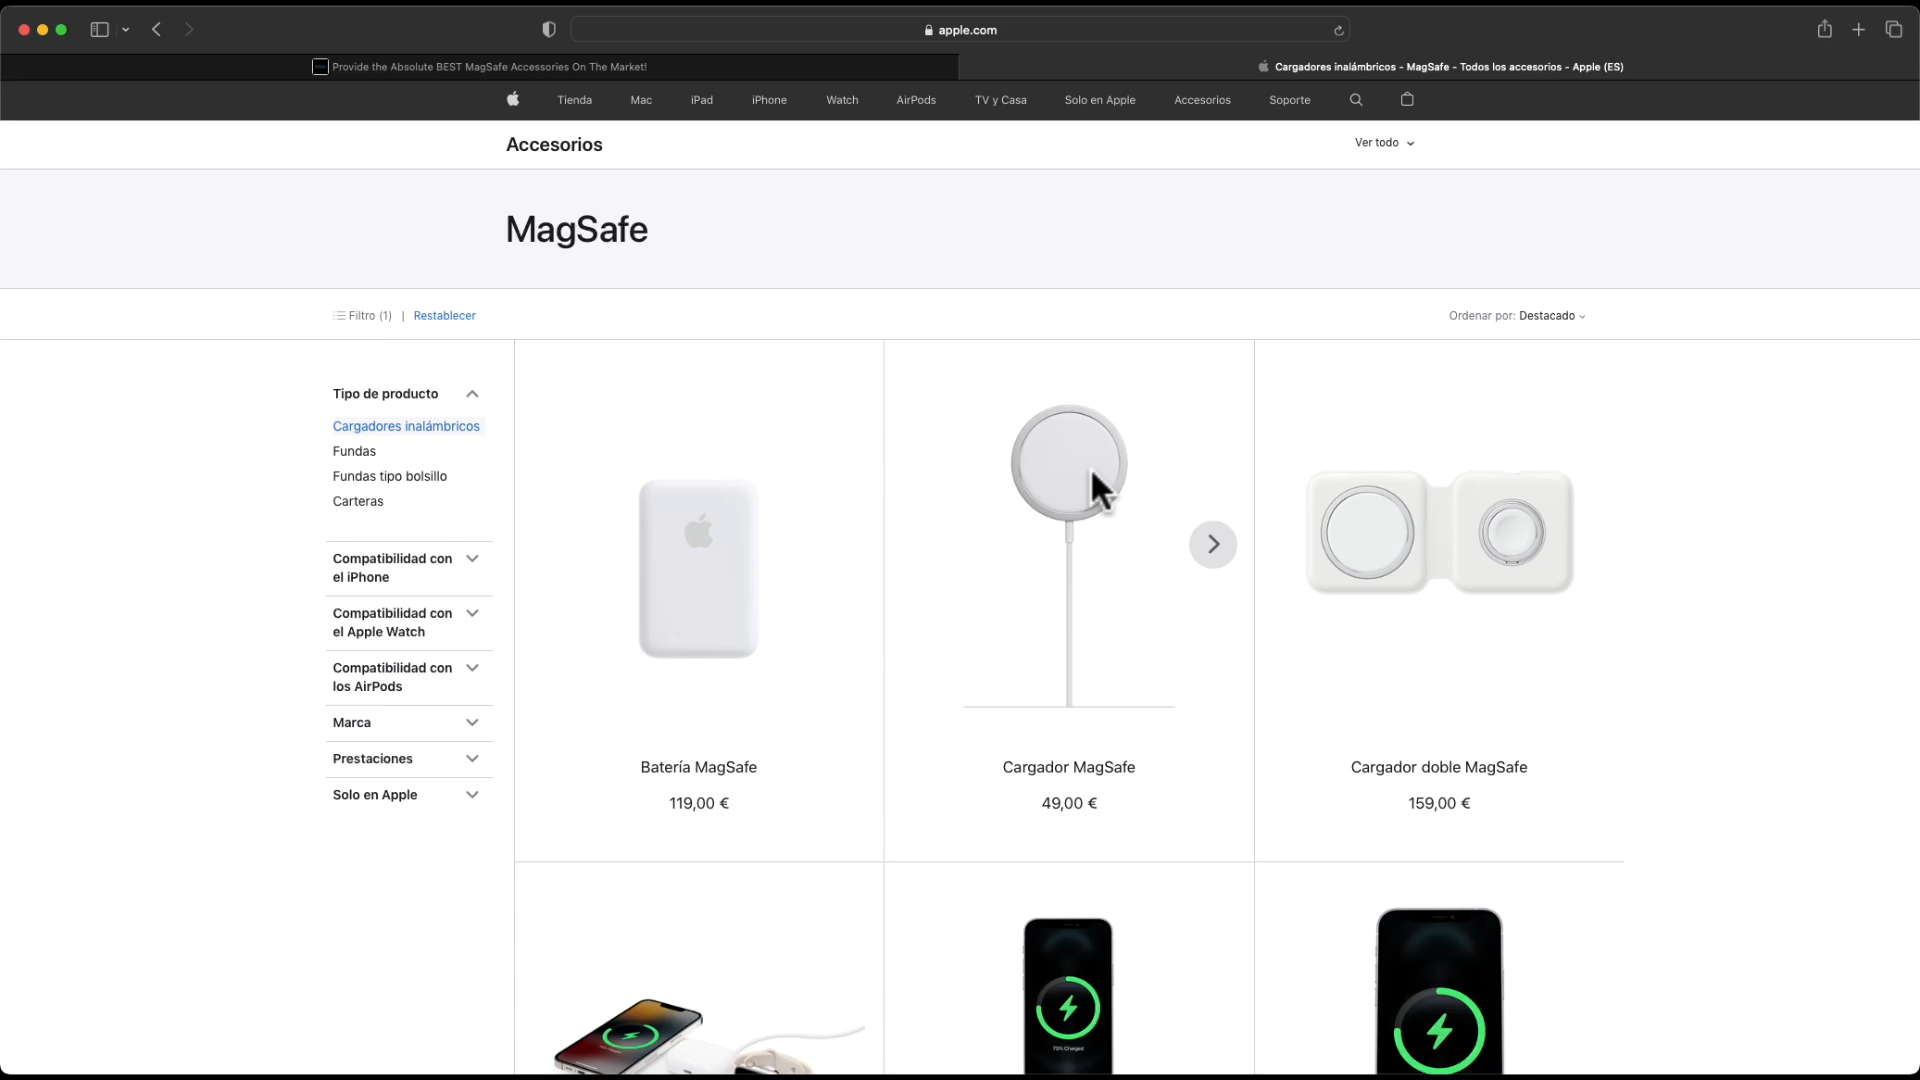 apple.com
Provide the Absolute BEST MagSafe Accessories On The Market!
Cargadores inalámbricos - MagSafe - Todos los accesorios - Apple (ES)
Tienda Mac iPad iPhone Watch AirPods TV y Casa Solo en Apple Accesorios Soporte
Accesorios
Ver todo
MagSafe
Filtro (1) | Restablecer
Ordenar por: Destacado
Tipo de producto
Cargadores inalámbricos
Fundas
Fundas tipo bolsillo
Carteras
Compatibilidad con
el iPhone
Compatibilidad con
el Apple Watch
Compatibilidad con
los AirPods
Marca
Prestaciones
Solo en Apple
Batería MagSafe
119,00 €
Cargador MagSafe
49,00 €
Cargador doble MagSafe
159,00 €